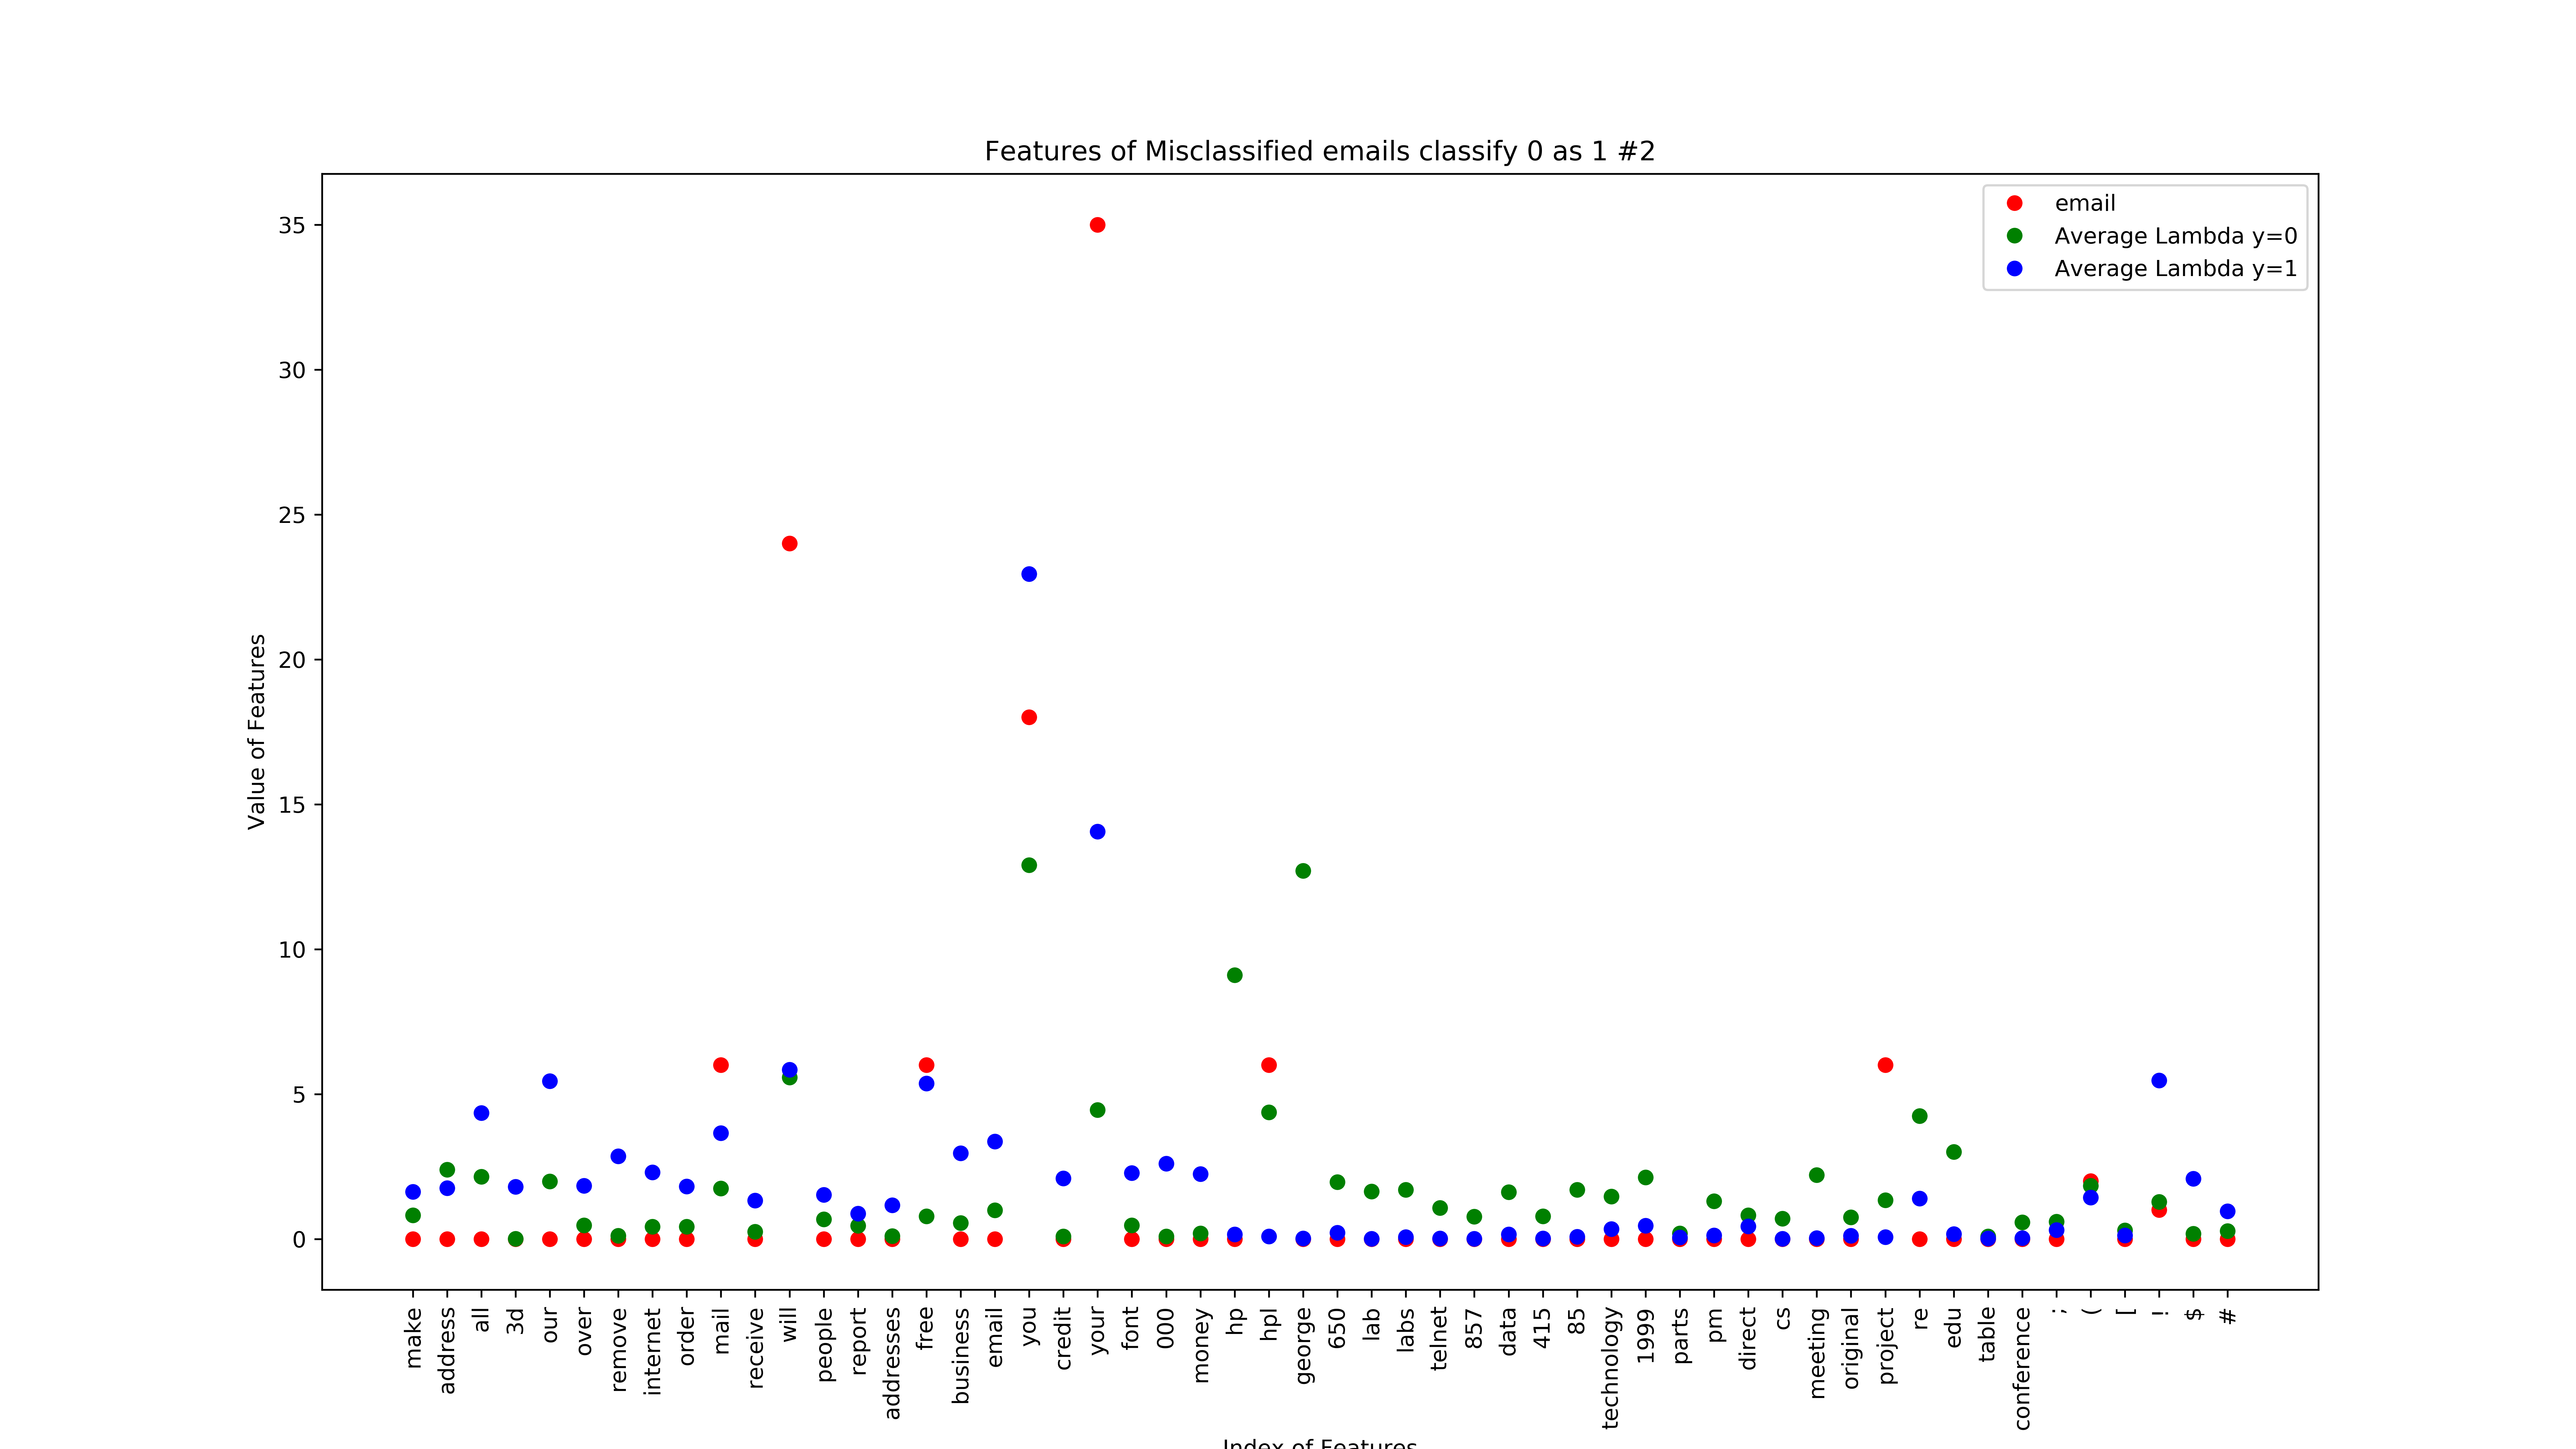 Features of Misclassified emails classify 0 as 1 #2
email
Average Lambda y=0
Average Lambda y=1
Value of Features
35
30
25
20
15
10
5
0
make
address
all
3d
our
over
remove
internet
order
mail
receive
will
people
report
addresses
free
business
email
you
credit
your
font
000
money
hp
hpl
george
650
lab
labs
telnet
857
data
415
85
technology
1999
parts
pm
direct
cs
meeting
original
project
re
edu
table
conference
;
(
[
!
$
#
Index of Features